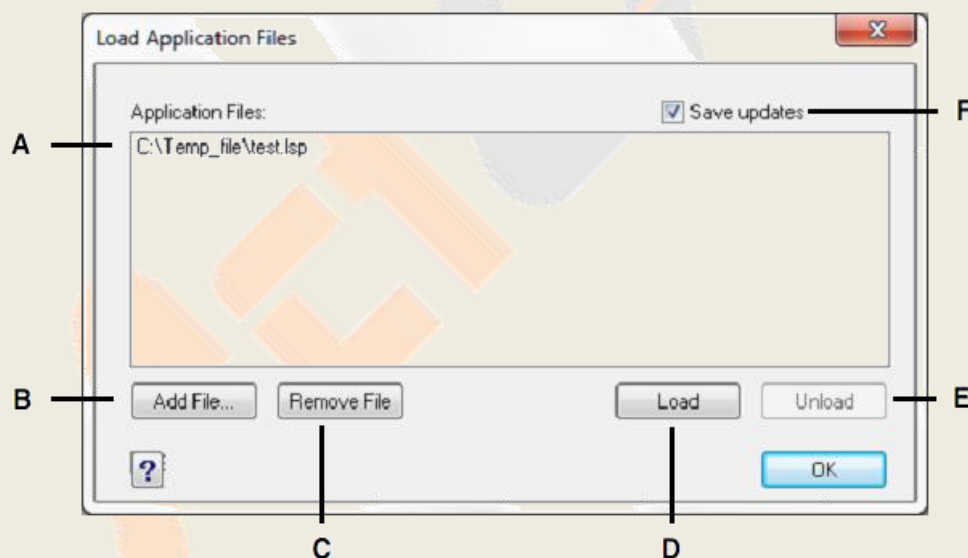 Load Application Files
X
Application Files:
Save updates
F
A
C:\Temp_file\test.lsp
B
Add File...
Remove File
Load
Unload
E
?
OK
C
D